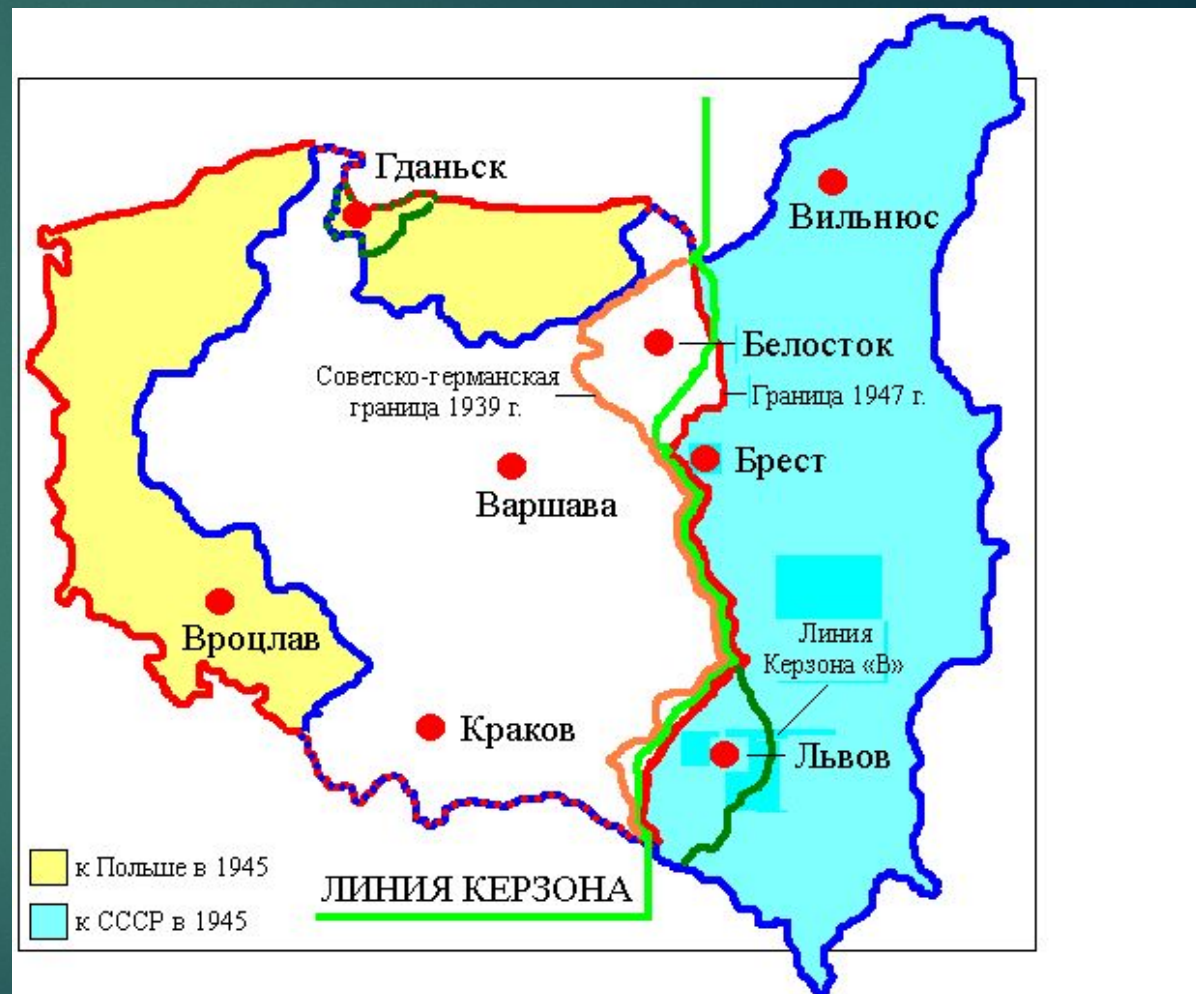 Гданьск
Вильнюс
Белосток
Советско-германская
граница 1939 г.
Граница 1947 г.
Брест
Варшава
Вроцлав
Линия
Керзона «B»
Краков
Львов
к Польше в 1945
ЛИНИЯ КЕРЗОНА
к СССР в 1945